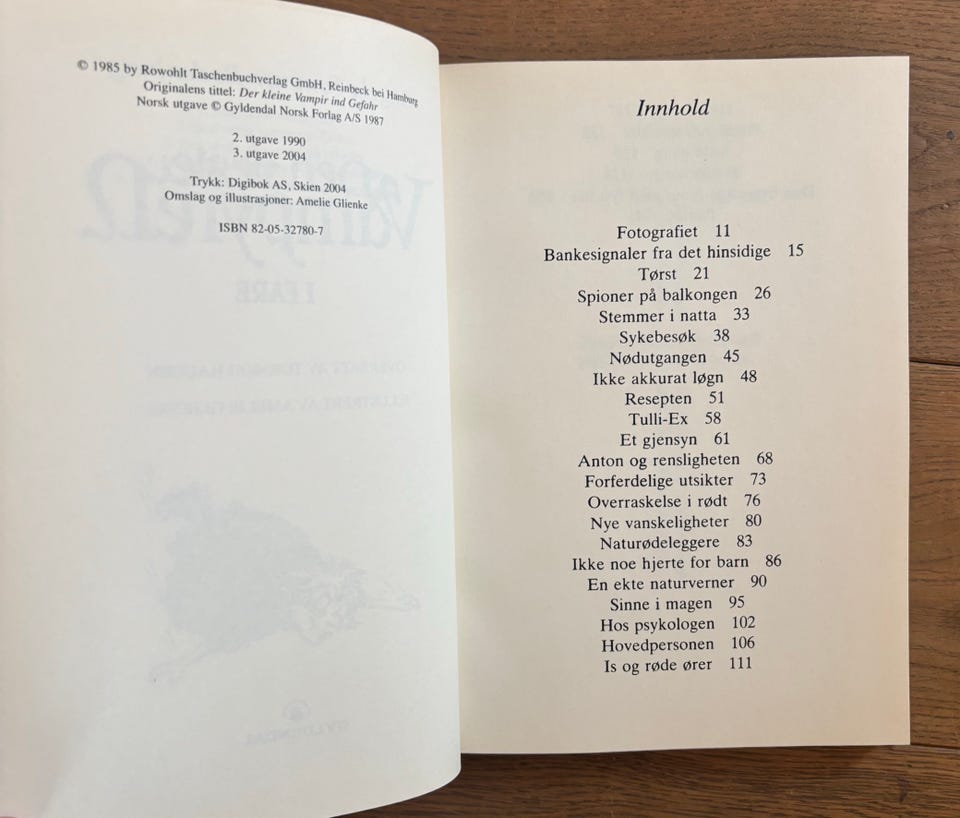 © 1985 by Rowohlt Taschenbuchverlag GmbH, Reinbeck bei Hamburg
Originalens tittel: Der kleine Vampir ind Gefahr
Norsk utgave © Gyldendal Norsk Forlag A/S 1987
2. utgave 1990
3. utgave 2004
Trykk: Digibok AS, Skien 2004
Omslag og illustrasjoner: Amelie Glienke
ISBN 82-05-32780-7
I FARE
GYLDENDAL
Innhold
Fotografiet 11
Bankesignaler fra det hinsidige 15
Tørst 21
Spioner på balkongen 26
Stemmer i natta 33
Sykebesøk 38
Nødutgangen 45
Ikke akkurat løgn 48
Resepten 51
Tulli-Ex 58
Et gjensyn 61
Anton og rensligheten 68
Forferdelige utsikter 73
Overraskelse i rødt 76
Nye vanskeligheter 80
Naturødeleggere 83
Ikke noe hjerte for barn 86
En ekte naturverner 90
Sinne i magen 95
Hos psykologen 102
Hovedpersonen 106
Is og røde ører 111